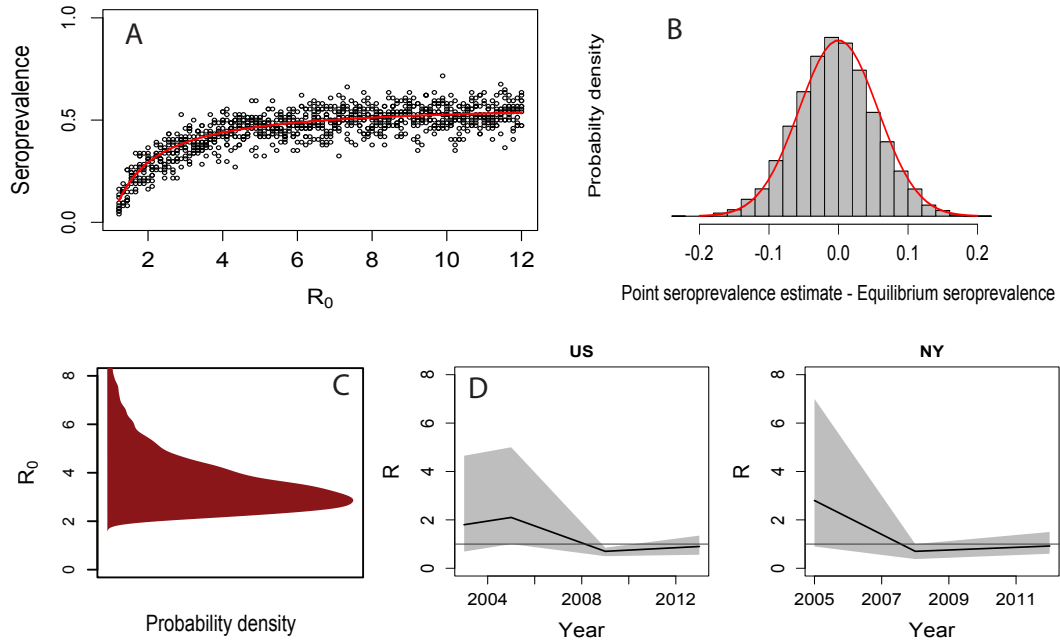 A
Seroprevalence
1.0
0.5
0.0
2 4 6 8 10 12
R0
B
Probabilty density
-0.2 -0.1 0.0 0.1 0.2
Point seroprevalence estimate - Equilibrium seroprevalence
C
R0
8
6
4
2
0
Probability density
US
D
R
8
6
4
2
0
2004 2008 2012
Year
NY
R
8
6
4
2
0
2005 2007 2009 2011
Year